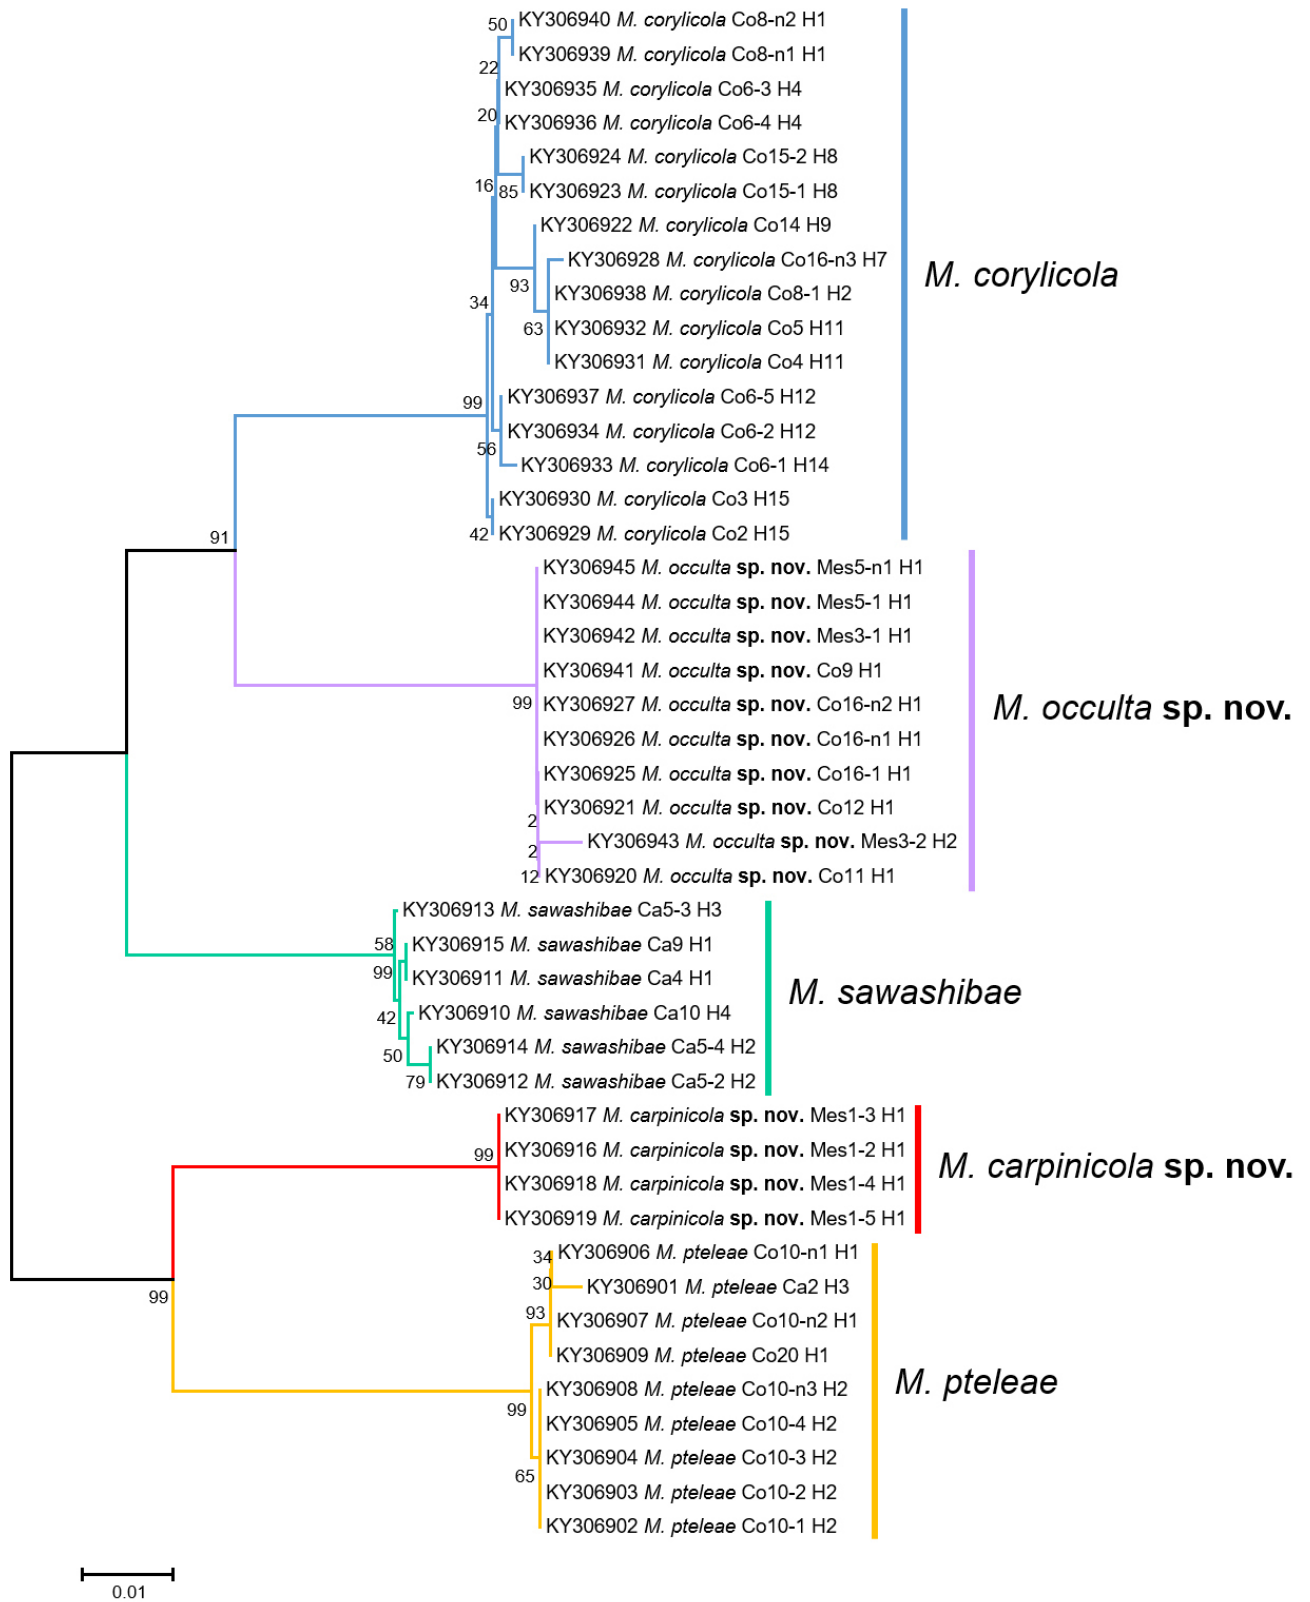 50
KY306940 M. corylicola Co8-n2 H1
KY306939 M. corylicola Co8-n1 H1
22
KY306935 M. corylicola Co6-3 H4
20
KY306936 M. corylicola Co6-4 H4
KY306924 M. corylicola Co15-2 H8
16
85
KY306923 M. corylicola Co15-1 H8
KY306922 M. corylicola Co14 H9
KY306928 M. corylicola Co16-n3 H7
M. corylicola
93
KY306938 M. corylicola Co8-1 H2
34
63
KY306932 M. corylicola Co5 H11
KY306931 M. corylicola Co4 H11
KY306937 M. corylicola Co6-5 H12
99
KY306934 M. corylicola Co6-2 H12
56
KY306933 M. corylicola Co6-1 H14
KY306930 M. corylicola Co3 H15
42
KY306929 M. corylicola Co2 H15
91
KY306945 M. occulta sp. nov. Mes5-n1 H1
KY306944 M. occulta sp. nov. Mes5-1 H1
KY306942 M. occulta sp. nov. Mes3-1 H1
KY306941 M. occulta sp. nov. Co9 H1
99
KY306927 M. occulta sp. nov. Co16-n2 H1
M. occulta sp. nov.
KY306926 M. occulta sp. nov. Co16-n1 H1
KY306925 M. occulta sp. nov. Co16-1 H1
KY306921 M. occulta sp. nov. Co12 H1
2
KY306943 M. occulta sp. nov. Mes3-2 H2
2
12
KY306920 M. occulta sp. nov. Co11 H1
KY306913 M. sawashibae Ca5-3 H3
58
KY306915 M. sawashibae Ca9 H1
99
KY306911 M. sawashibae Ca4 H1
M. sawashibae
42
KY306910 M. sawashibae Ca10 H4
50
KY306914 M. sawashibae Ca5-4 H2
79
KY306912 M. sawashibae Ca5-2 H2
KY306917 M. carpinicola sp. nov. Mes1-3 H1
99
KY306916 M. carpinicola sp. nov. Mes1-2 H1
M. carpinicola sp. nov.
KY306918 M. carpinicola sp. nov. Mes1-4 H1
KY306919 M. carpinicola sp. nov. Mes1-5 H1
34
KY306906 M. pteleae Co10-n1 H1
30
KY306901 M. pteleae Ca2 H3
99
93
KY306907 M. pteleae Co10-n2 H1
KY306909 M. pteleae Co20 H1
M. pteleae
KY306908 M. pteleae Co10-n3 H2
99
KY306905 M. pteleae Co10-4 H2
KY306904 M. pteleae Co10-3 H2
65
KY306903 M. pteleae Co10-2 H2
KY306902 M. pteleae Co10-1 H2
0.01